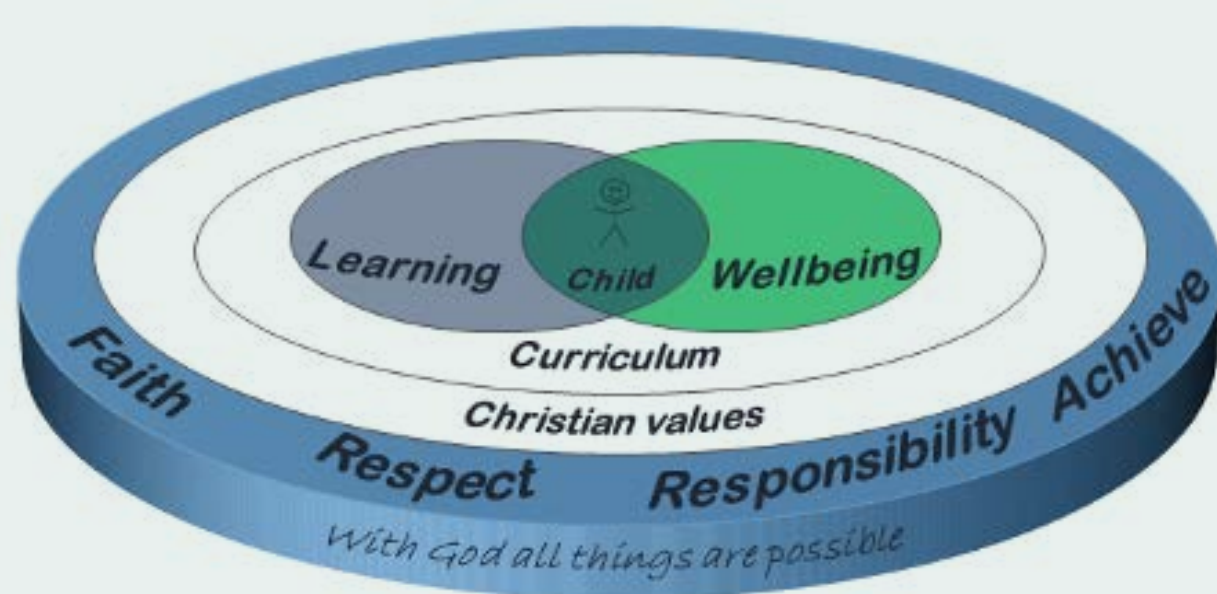 Learning
Child
Wellbeing
Curriculum
Christian values
Faith
Respect
Responsibility
Achieve
With God all things are possible